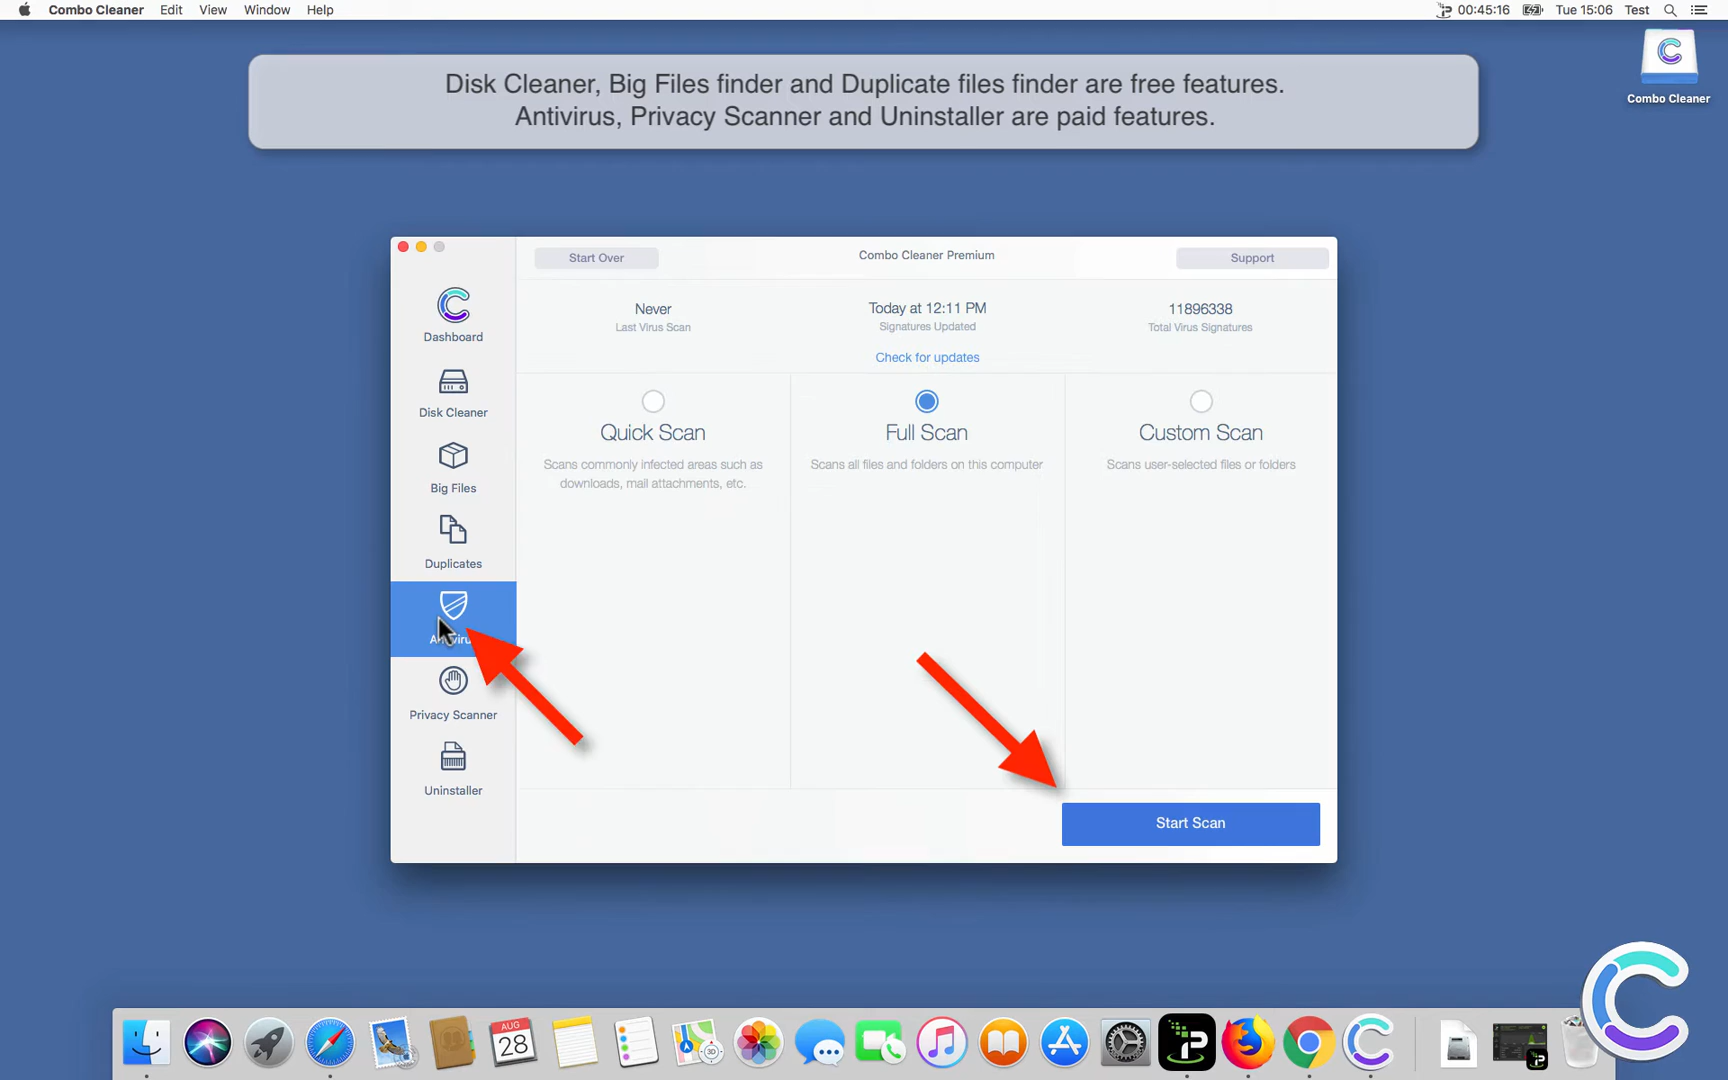 Combo Cleaner Edit View Window Help
00:45:16 Tue 15:06 Test
Combo Cleaner
Disk Cleaner, Big Files finder and Duplicate files finder are free features.
Antivirus, Privacy Scanner and Uninstaller are paid features.
Start Over
Combo Cleaner Premium
Support
Dashboard
Disk Cleaner
Big Files
Duplicates
Privacy Scanner
Uninstaller
Never
Last Virus Scan
Today at 12:11 PM
Signatures Updated
11896338
Total Virus Signatures
Check for updates
Quick Scan
Scans commonly infected areas such as
downloads, mail attachments, etc.
Full Scan
Scans all files and folders on this computer
Custom Scan
Scans user-selected files or folders
Start Scan
AUG
28
3D